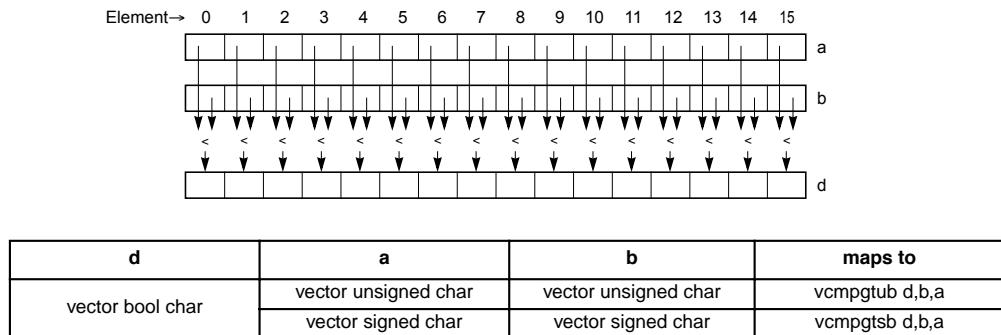 Element→ 0 1 2 3 4 5 6 7 8 9 10 11 12 13 14 15
a
b
< < < < < < < < < < < < < < < <
d
d a b maps to
vector bool char vector unsigned char vector unsigned char vcmpgtub d,b,a
vector signed char vector signed char vcmpgtsb d,b,a